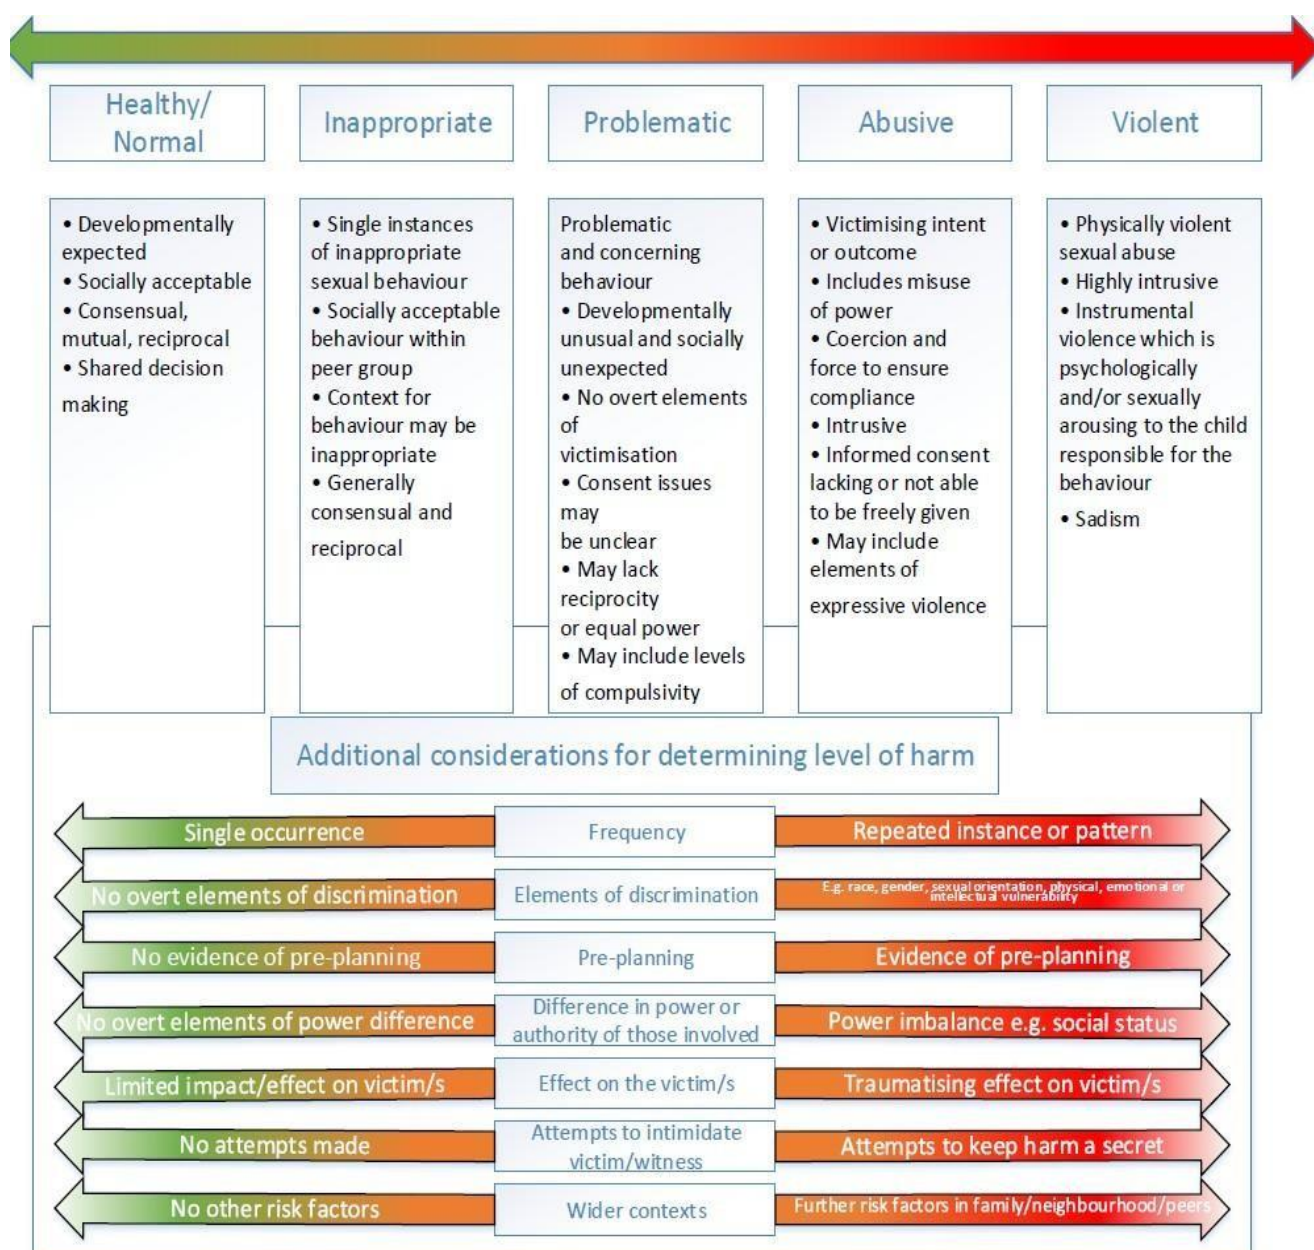 Healthy/
Normal
Inappropriate
Problematic
Abusive
Violent
• Developmentally
expected
• Socially acceptable
• Consensual,
mutual, reciprocal
• Shared decision
making
• Single instances
of inappropriate
sexual behaviour
• Socially acceptable
behaviour within
peer group
• Context for
behaviour may be
inappropriate
• Generally
consensual and
reciprocal
Problematic
and concerning
behaviour
• Developmentally
unusual and socially
unexpected
• No overt elements
of
victimisation
• Consent issues
may
be unclear
• May lack
reciprocity
or equal power
• May include levels
of compulsivity
• Victimising intent
or outcome
• Includes misuse
of power
• Coercion and
force to ensure
compliance
• Intrusive
• Informed consent
lacking or not able
to be freely given
• May include
elements of
expressive violence
• Physically violent
sexual abuse
• Highly intrusive
• Instrumental
violence which is
psychologically
and/or sexually
arousing to the child
responsible for the
behaviour
• Sadism
Additional considerations for determining level of harm
Single occurrence
Frequency
Repeated instance or pattern
No overt elements of discrimination
Elements of discrimination
E.g. race, gender, sexual orientation, physical, emotional or
intellectual vulnerability
No evidence of pre-planning
Pre-planning
Evidence of pre-planning
No overt elements of power difference
Difference in power or
authority of those involved
Power imbalance e.g. social status
Limited impact/effect on victim/s
Effect on the victim/s
Traumatising effect on victim/s
No attempts made
Attempts to intimidate
victim/witness
Attempts to keep harm a secret
No other risk factors
Wider contexts
Further risk factors in family/neighbourhood/peers